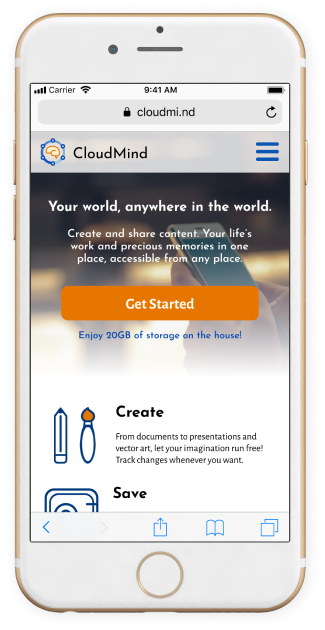 Carrier 9:41 AM
cloudmi.nd
CloudMind
Your world, anywhere in the world.
Create and share content. Your life's
work and precious memories in one
place, accessible from any place.
Get Started
Enjoy 20GB of storage on the house!
Create
From documents to presentations and
vector art, let your imagination run free!
Track changes whenever you want.
Save